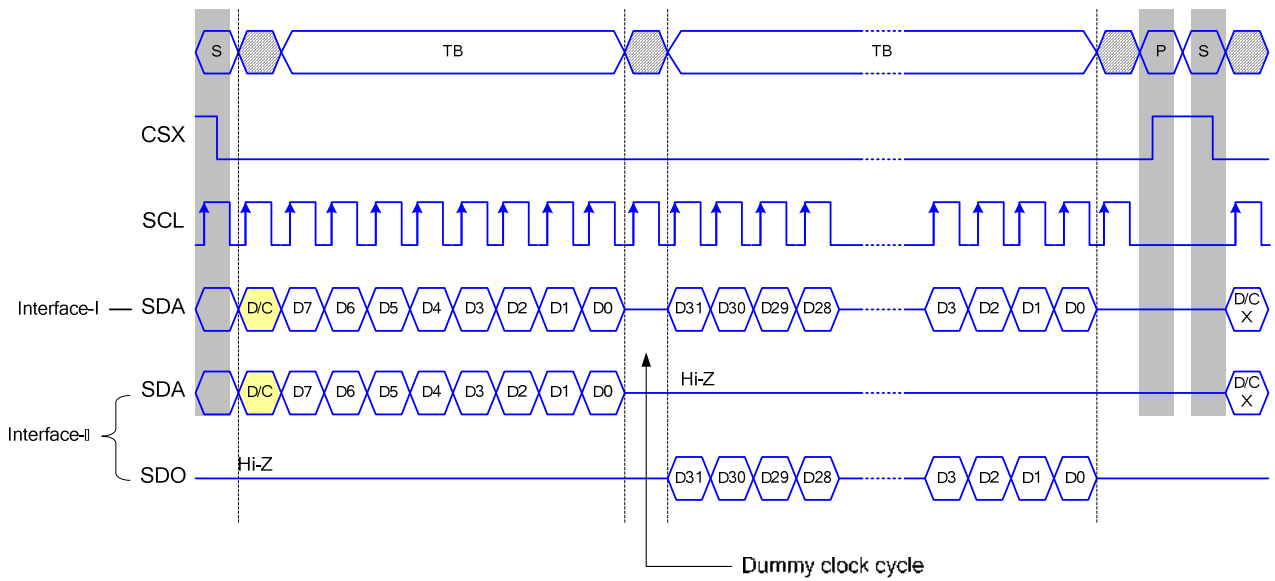 S TB TB P S
CSX
SCL
Interface-I SDA D/C D7 D6 D5 D4 D3 D2 D1 D0 D31 D30 D29 D28 D3 D2 D1 D0 D/C X
SDA D/C D7 D6 D5 D4 D3 D2 D1 D0 Hi-Z D/C X
Interface-▯
SDO Hi-Z D31 D30 D29 D28 D3 D2 D1 D0
Dummy clock cycle